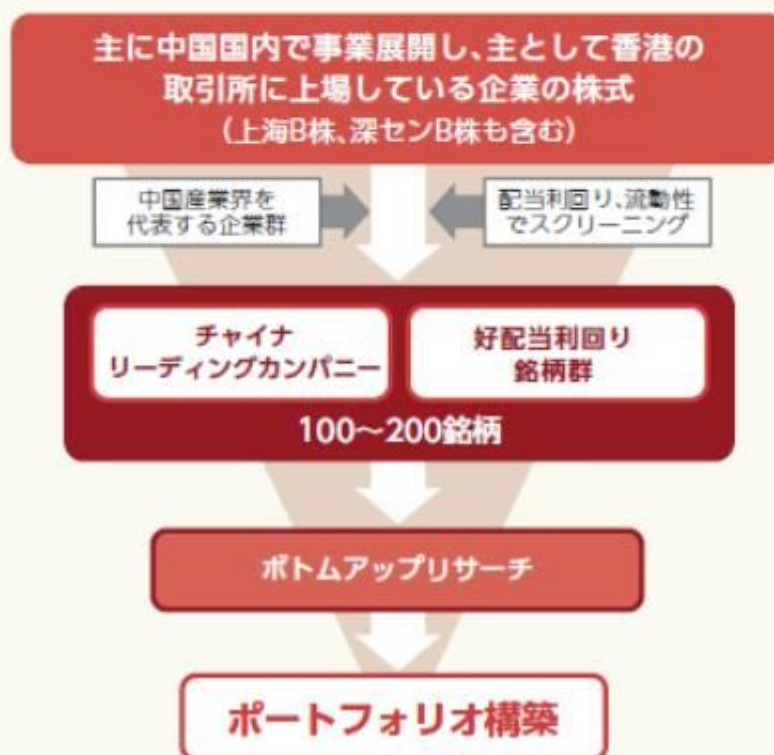 主に中国国内で事業展開し、主として香港の
取引所に上場している企業の株式
(上海B株、深センB株も含む)
中国産業界を
代表する企業群
配当利回り、流動性
でスクリーニング
チャイナ
リーディングカンパニー
好配当利回り
銘柄群
100〜200銘柄
ボトムアップリサーチ
ポートフォリオ構築